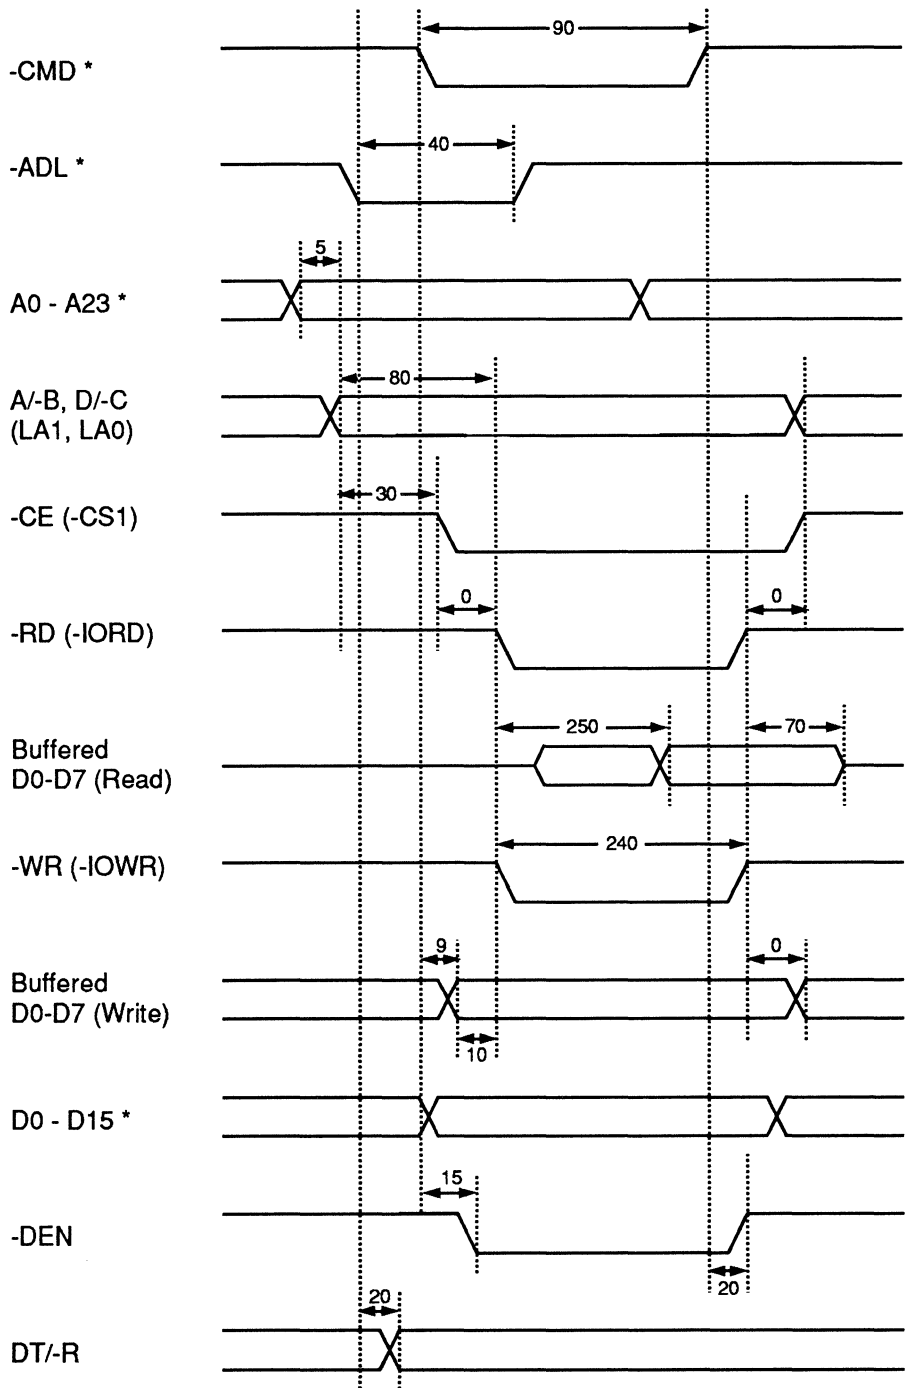 90
-CMD *
40
-ADL *
5
A0 - A23 *
80
A/-B, D/-C
(LA1, LA0)
30
-CE (-CS1)
0 0
-RD (-IORD)
250 70
Buffered
D0-D7 (Read)
240
-WR (-IOWR)
9 0
Buffered
D0-D7 (Write)
10
D0 - D15 *
15
-DEN
20
20
DT/-R